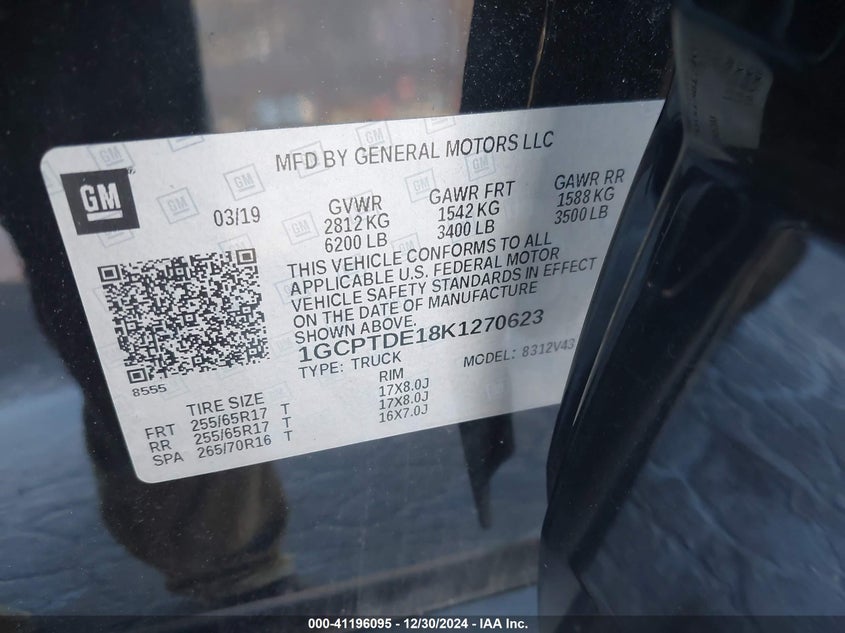 MFD BY GENERAL MOTORS LLC
GM
03/19
GVWR
2812 KG
6200 LB
GAWR FRT
1542 KG
3400 LB
GAWR RR
1588 KG
3500 LB
THIS VEHICLE CONFORMS TO ALL
APPLICABLE U.S. FEDERAL MOTOR
VEHICLE SAFETY STANDARDS IN EFFECT
ON THE DATE OF MANUFACTURE
SHOWN ABOVE.
1GCPTDE18K1270623
TYPE: TRUCK
MODEL: 8312V43
8555
TIRE SIZE
RIM
FRT 255/65R17 T 17X8.0J
RR 255/65R17 T 17X8.0J
SPA 265/70R16 T 16X7.0J
000-41196095 - 12/30/2024 - IAA Inc.